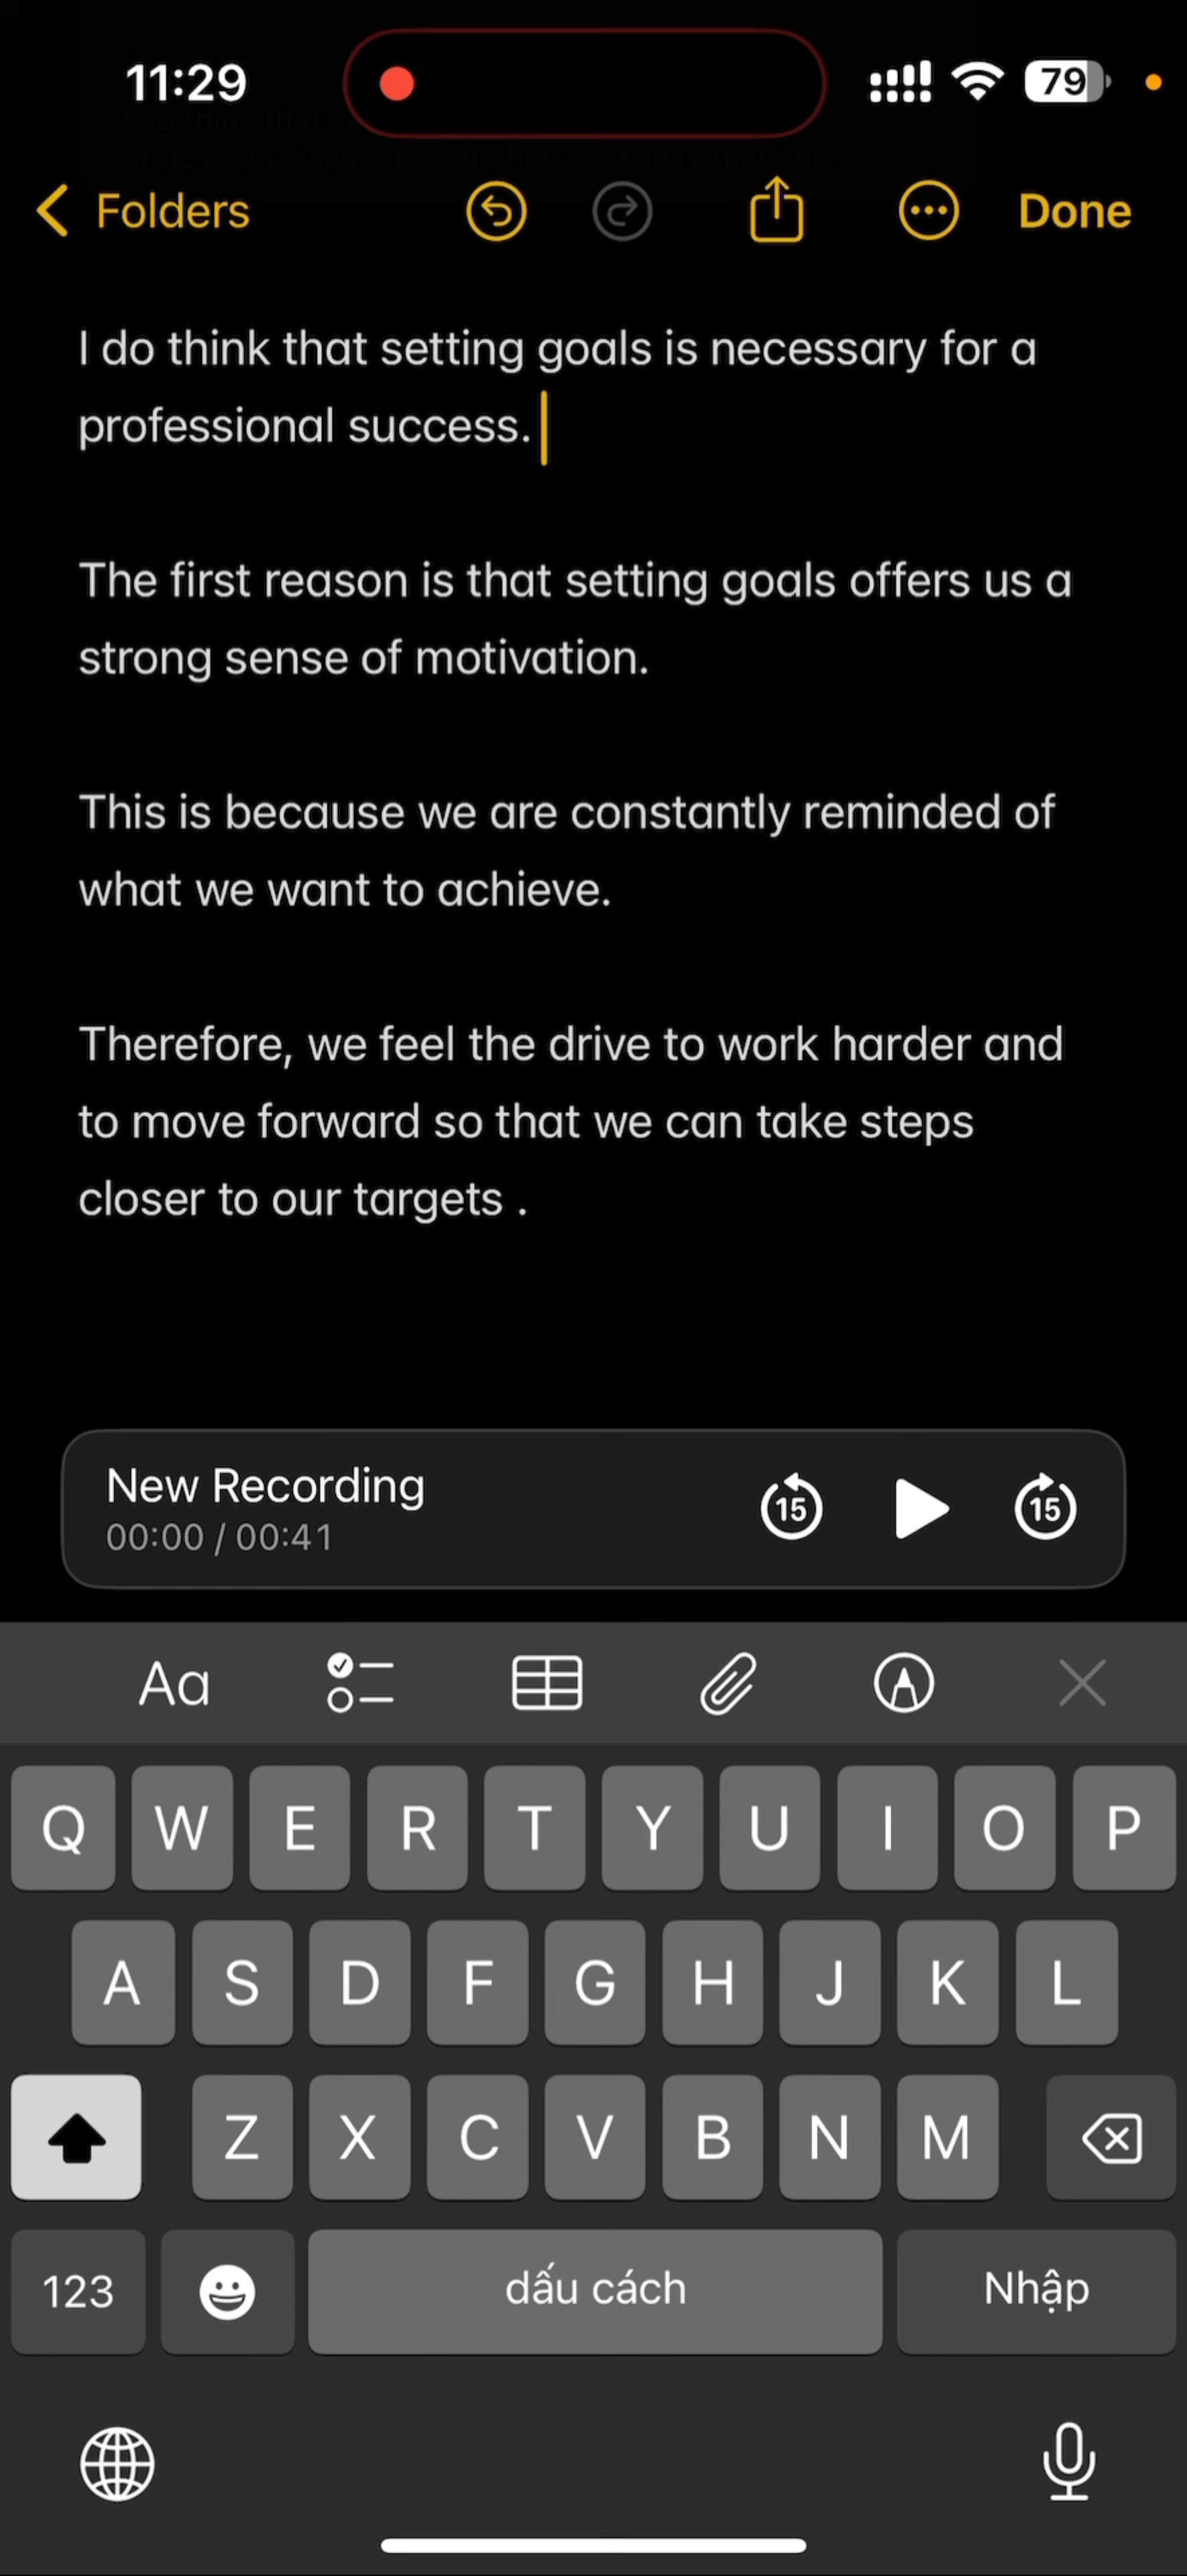 11:29
79
Folders
Done
I do think that setting goals is necessary for a
professional success.
The first reason is that setting goals offers us a
strong sense of motivation.
This is because we are constantly reminded of
what we want to achieve.
Therefore, we feel the drive to work harder and
to move forward so that we can take steps
closer to our targets .
New Recording
00:00 / 00:41
15
15
Aa
Q W E R T Y U I O P
A S D F G H J K L
Z X C V B N M
123
dấu cách
Nhập